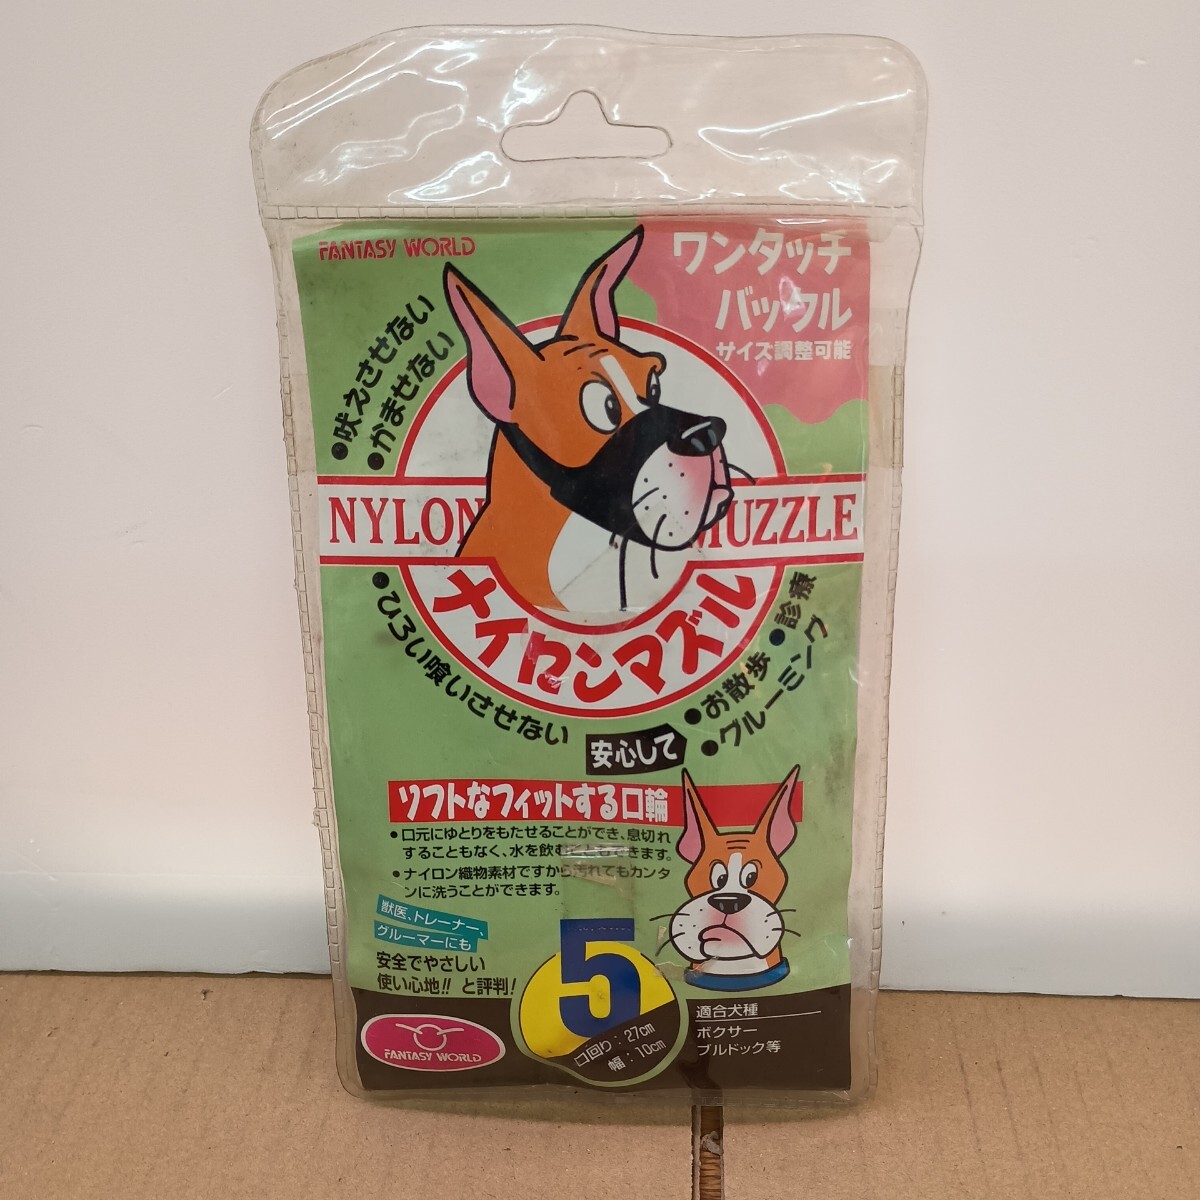 FANTASY WORLD
ワンタッチ
バックル
サイズ調整可能
●吠えさせない
●かませない
NYLON MUZZLE
ナイロンマズル
●ひろい喰いさせない
安心して
●お散歩●診療
●グルーミング
ソフトなフィットする口輪
●口元にゆとりをもたせることができ、息切れ
することもなく、水を飲むこともできます。
●ナイロン織物素材ですから汚れてもカンタ
ンに洗うことができます。
獣医、トレーナー、
グルーマーにも
安全でやさしい
使い心地!!と評判!
5
口回り:27cm
幅:10cm
適合犬種
ボクサー
ブルドック等
FANTASY WORLD